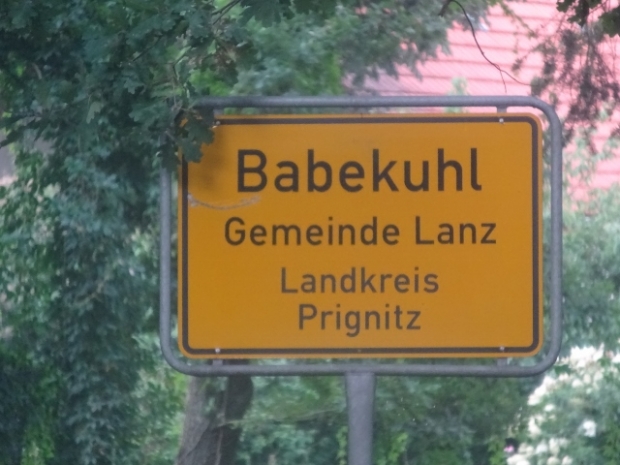 Babekuhl
Gemeinde Lanz
Landkreis
Prignitz